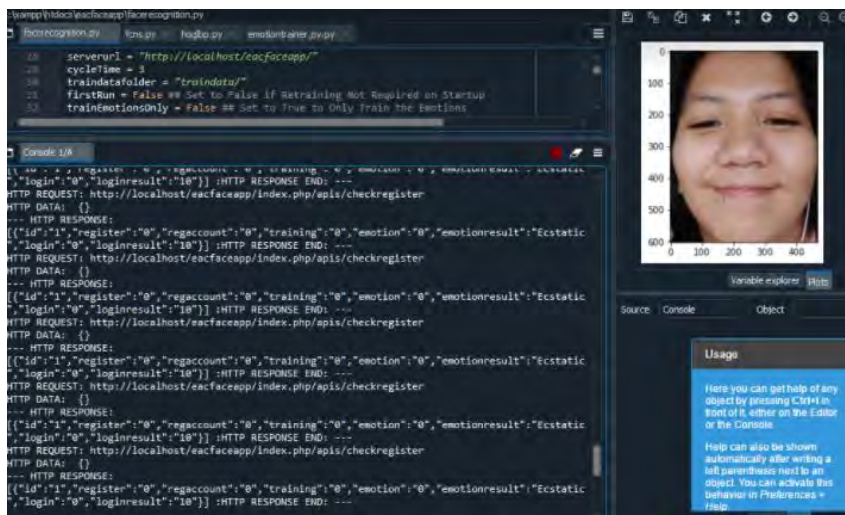 :\xampp\htdocs\eacfaceapp\facerecognition.py
facerecognition.py
fcns.py
hogbo.py
emotiontrainer.py.py
serverurl = "http://localhost/eacfaceapp/"
cycleTime = 3
traindatafolder = "traindata/"
firstRun = False ## Set to False if Retraining Not Required on Startup
trainEmotionsOnly = False ## Set to True to Only Train the Emotions
Console 1/A
[{"id":"1","register":"0","regaccount":"0","training":"0","emotion":"0","emotionresult":"Ecstatic
","login":"0","loginresult":"10"}] :HTTP RESPONSE END: ---
HTTP REQUEST: http://localhost/eacfaceapp/index.php/apis/checkregister
HTTP DATA:  {}
--- HTTP RESPONSE:
[{"id":"1","register":"0","regaccount":"0","training":"0","emotion":"0","emotionresult":"Ecstatic
","login":"0","loginresult":"10"}] :HTTP RESPONSE END: ---
HTTP REQUEST: http://localhost/eacfaceapp/index.php/apis/checkregister
HTTP DATA:  {}
--- HTTP RESPONSE:
[{"id":"1","register":"0","regaccount":"0","training":"0","emotion":"0","emotionresult":"Ecstatic
","login":"0","loginresult":"10"}] :HTTP RESPONSE END: ---
HTTP REQUEST: http://localhost/eacfaceapp/index.php/apis/checkregister
HTTP DATA:  {}
--- HTTP RESPONSE:
[{"id":"1","register":"0","regaccount":"0","training":"0","emotion":"0","emotionresult":"Ecstatic
","login":"0","loginresult":"10"}] :HTTP RESPONSE END: ---
HTTP REQUEST: http://localhost/eacfaceapp/index.php/apis/checkregister
HTTP DATA:  {}
--- HTTP RESPONSE:
[{"id":"1","register":"0","regaccount":"0","training":"0","emotion":"0","emotionresult":"Ecstatic
","login":"0","loginresult":"10"}] :HTTP RESPONSE END: ---
HTTP REQUEST: http://localhost/eacfaceapp/index.php/apis/checkregister
HTTP DATA:  {}
--- HTTP RESPONSE:
[{"id":"1","register":"0","regaccount":"0","training":"0","emotion":"0","emotionresult":"Ecstatic
","login":"0","loginresult":"10"}] :HTTP RESPONSE END: ---
0
100
200
300
400
500
600
0 100 200 300 400
Variable explorer Plots
Source Console Object
Usage
Here you can get help of any
object by pressing Ctrl+I in
front of it, either on the Editor
or the Console.
Help can also be shown
automatically after writing a
left parenthesis next to an
object. You can activate this
behavior in Preferences >
Help.